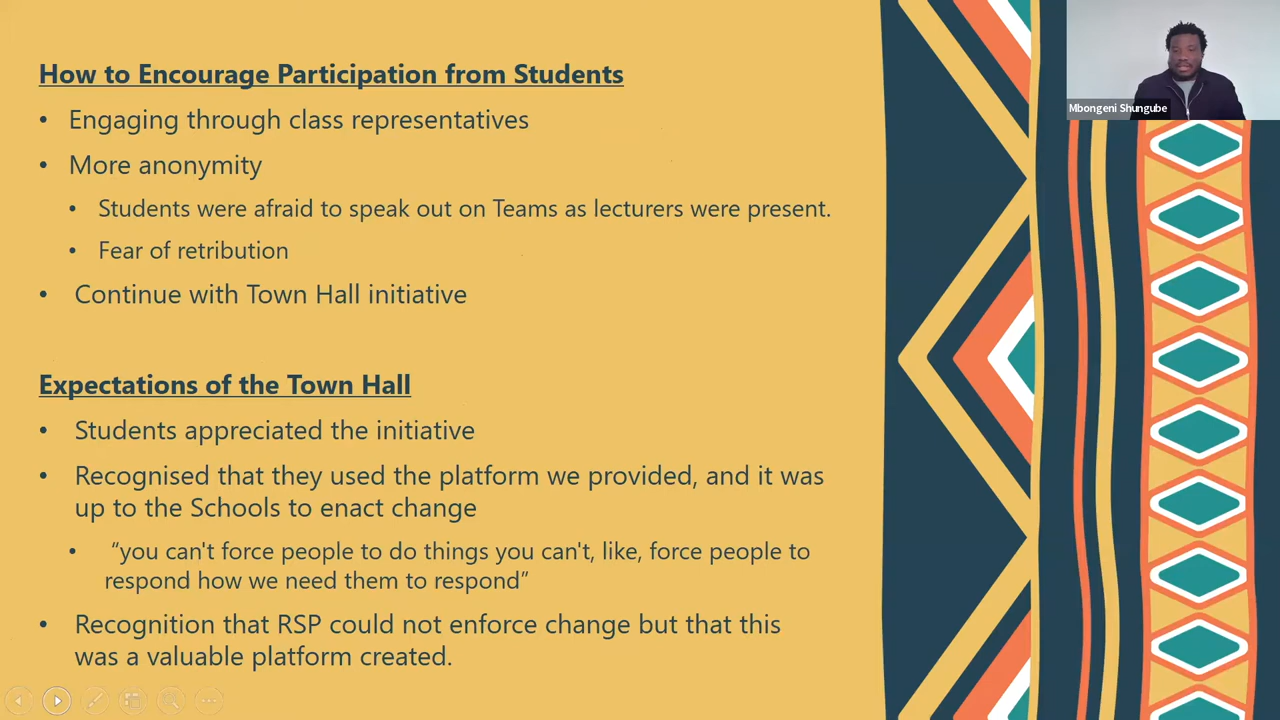 How to Encourage Participation from Students
• Engaging through class representatives
• More anonymity
• Students were afraid to speak out on Teams as lecturers were present.
• Fear of retribution
• Continue with Town Hall initiative
Expectations of the Town Hall
• Students appreciated the initiative
• Recognised that they used the platform we provided, and it was
up to the Schools to enact change
• “you can't force people to do things you can't, like, force people to
respond how we need them to respond”
• Recognition that RSP could not enforce change but that this
was a valuable platform created.
Mbongeni Shungube